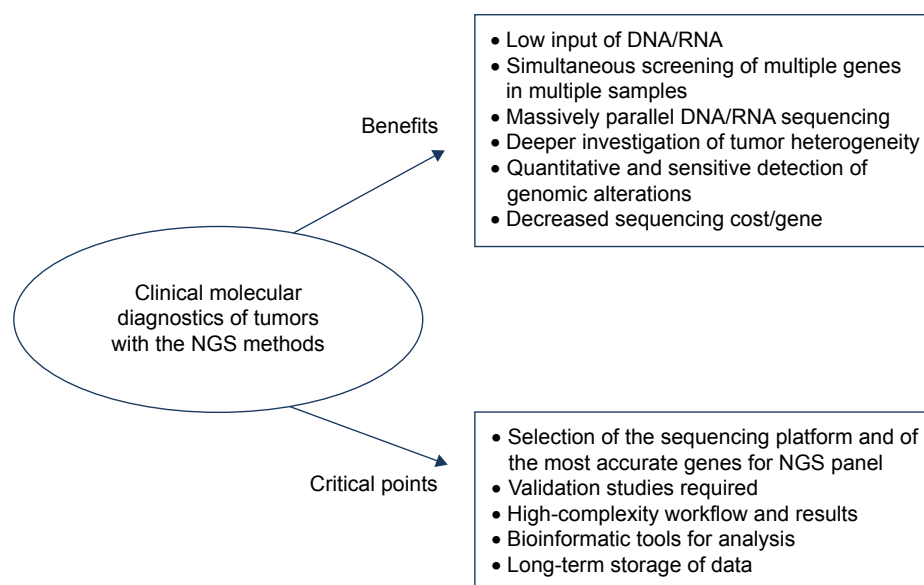 Benefits
• Low input of DNA/RNA
• Simultaneous screening of multiple genes
in multiple samples
• Massively parallel DNA/RNA sequencing
• Deeper investigation of tumor heterogeneity
• Quantitative and sensitive detection of
genomic alterations
• Decreased sequencing cost/gene
Clinical molecular
diagnostics of tumors
with the NGS methods
Critical points
• Selection of the sequencing platform and of
the most accurate genes for NGS panel
• Validation studies required
• High-complexity workflow and results
• Bioinformatic tools for analysis
• Long-term storage of data